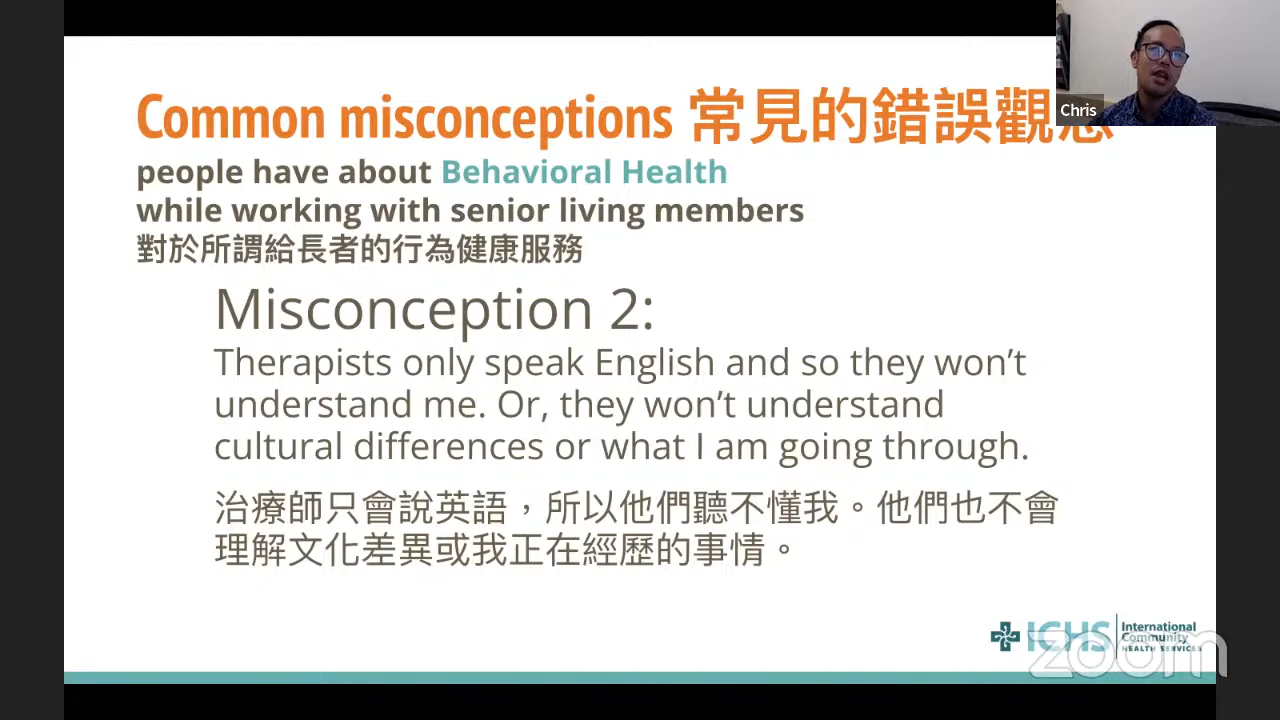 Common misconceptions 常見的錯誤觀念
people have about Behavioral Health
while working with senior living members
對於所謂給長者的行為健康服務
Misconception 2:
Therapists only speak English and so they won’t
understand me. Or, they won’t understand
cultural differences or what I am going through.
治療師只會說英語，所以他們聽不懂我。他們也不會
理解文化差異或我正在經歷的事情。
Chris
ICHS
International
Community
HEALTH SERVICES
zoom